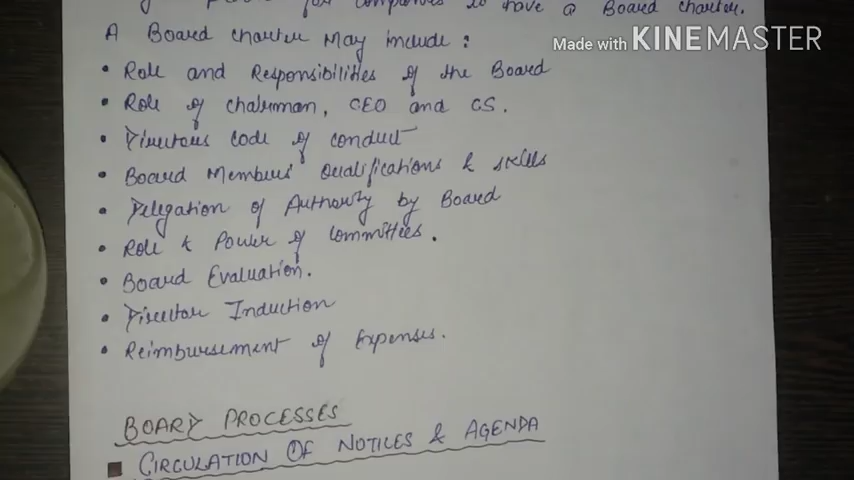 for companies to have a Board charter.
A Board charter May include :
Made with KINEMASTER
• Role and Responsibilities of the Board
• Role of chairman, CEO and CS.
• Directors code of conduct
• Board Members' Qualifications & skills
• Delegation of Authority by Board
• Role & Power of Committees.
• Board Evaluation.
• Director Induction
• Reimbursement of Expenses.
BOARD PROCESSES
■ CIRCULATION OF NOTICES & AGENDA